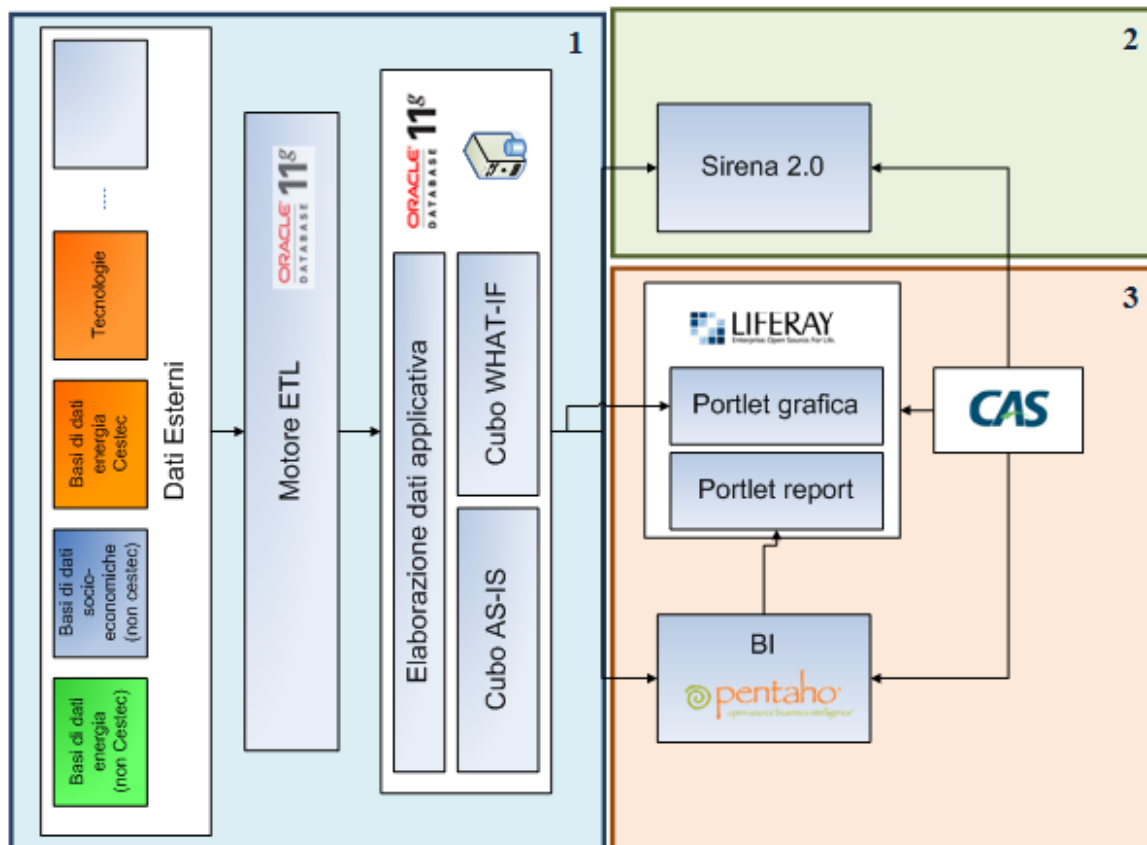 1
Tecnologie
....
Basi di dati
energia
Cestec
Basi di dati
socio-
economiche
(non cestec)
Basi di dati
energia
(non Cestec)
Dati Esterni
Motore ETL
ORACLE
DATABASE
11g
ORACLE
DATABASE
11g
Elaborazione dati applicativa
Cubo WHAT-IF
Cubo AS-IS
2
Sirena 2.0
3
LIFERAY
Enterprise. Open Source. For Life.
Portlet grafica
Portlet report
CAS
BI
pentaho
open source business intelligence